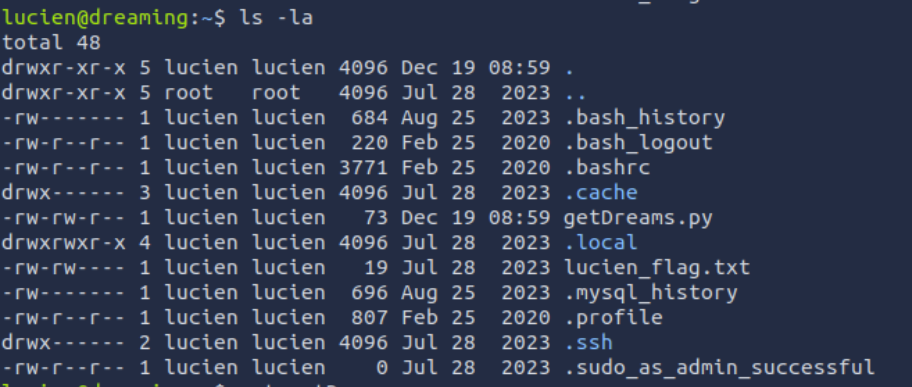 lucien@dreaming:~$ ls -la
total 48
drwxr-xr-x 5 lucien lucien 4096 Dec 19 08:59 .
drwxr-xr-x 5 root   root   4096 Jul 28  2023 ..
-rw------- 1 lucien lucien  684 Aug 25  2023 .bash_history
-rw-r--r-- 1 lucien lucien  220 Feb 25  2020 .bash_logout
-rw-r--r-- 1 lucien lucien 3771 Feb 25  2020 .bashrc
drwx------ 3 lucien lucien 4096 Jul 28  2023 .cache
-rw-rw-r-- 1 lucien lucien   73 Dec 19 08:59 getDreams.py
drwxrwxr-x 4 lucien lucien 4096 Jul 28  2023 .local
-rw-rw---- 1 lucien lucien   19 Jul 28  2023 lucien_flag.txt
-rw------- 1 lucien lucien  696 Aug 25  2023 .mysql_history
-rw-r--r-- 1 lucien lucien  807 Feb 25  2020 .profile
drwx------ 2 lucien lucien 4096 Jul 28  2023 .ssh
-rw-r--r-- 1 lucien lucien    0 Jul 28  2023 .sudo_as_admin_successful